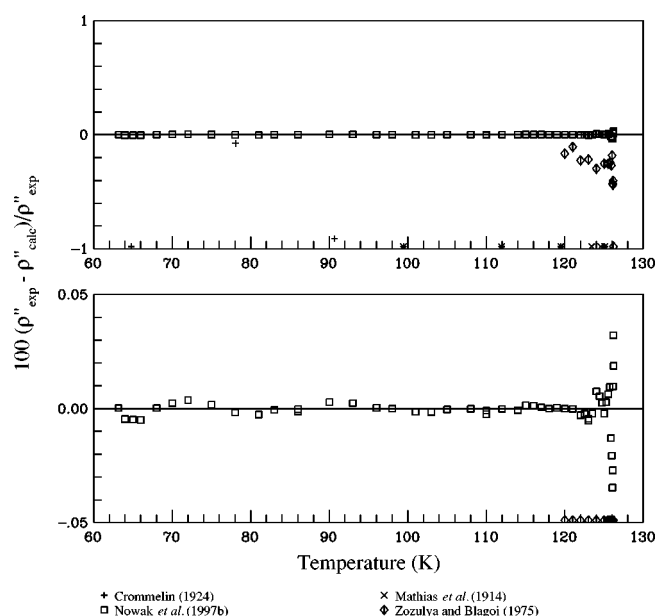 1
0
−1
60 70 80 90 100 110 120 130
100 (ρ"exp - ρ"calc)/ρ"exp
0.05
0.00
-.05
60 70 80 90 100 110 120 130
Temperature (K)
+ Crommelin (1924)
□ Nowak et al. (1997b)
× Mathias et al. (1914)
◊ Zozulya and Blagoi (1975)